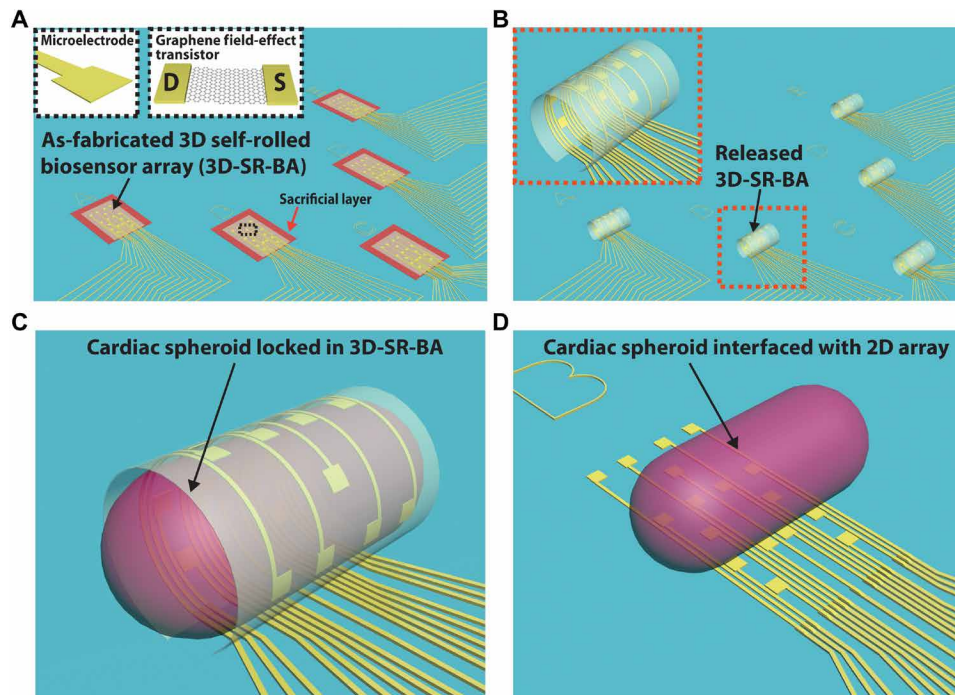 A
Microelectrode
Graphene field-effect
transistor
D
S
As-fabricated 3D self-rolled
biosensor array (3D-SR-BA)
Sacrificial layer
B
Released
3D-SR-BA
C
Cardiac spheroid locked in 3D-SR-BA
D
Cardiac spheroid interfaced with 2D array